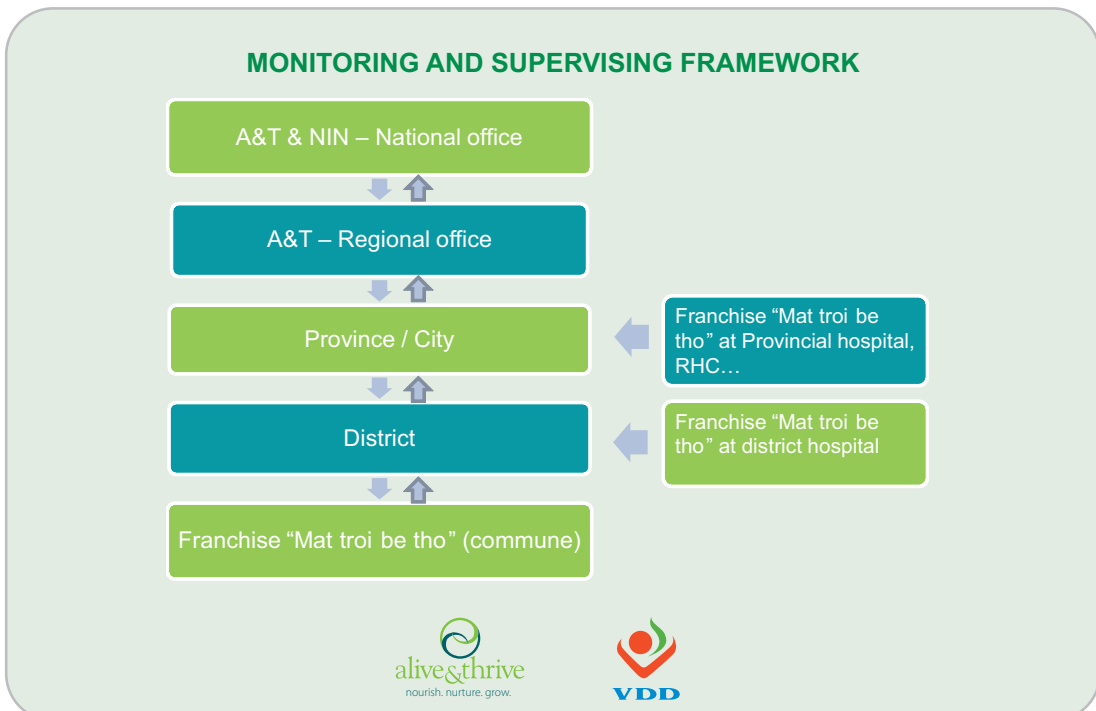 MONITORING AND SUPERVISING FRAMEWORK
A&T & NIN – National office
A&T – Regional office
Province / City
Franchise “Mat troi be
tho” at Provincial hospital,
RHC…
District
Franchise “Mat troi be
tho” at district hospital
Franchise “Mat troi be tho” (commune)
alive&thrive
nourish. nurture. grow.
VDD